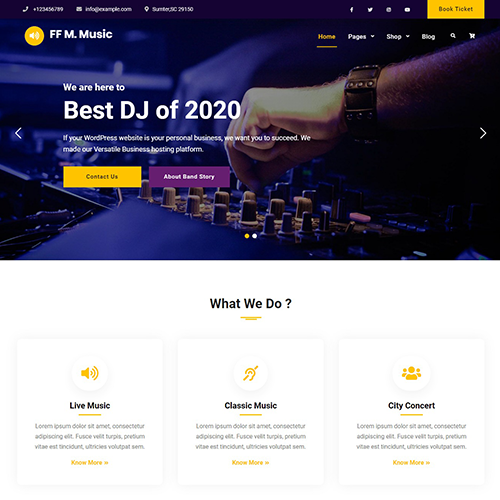 +123456789 info@example.com Sumter,SC 29150 Book Ticket
FF M. Music Home Pages Shop Blog
We are here to
Best DJ of 2020
If your WordPress website is your personal business, we want you to succeed. We
made our Versatile Business hosting platform.
Contact Us About Band Story
What We Do ?
Live Music
Lorem ipsum dolor sit amet, consectetur
adipiscing elit. Fusce velit turpis, pretium
vitae est tincidunt, ultricies volutpat sem.
Know More »
Classic Music
Lorem ipsum dolor sit amet, consectetur
adipiscing elit. Fusce velit turpis, pretium
vitae est tincidunt, ultricies volutpat sem.
Know More »
City Concert
Lorem ipsum dolor sit amet, consectetur
adipiscing elit. Fusce velit turpis, pretium
vitae est tincidunt, ultricies volutpat sem.
Know More »